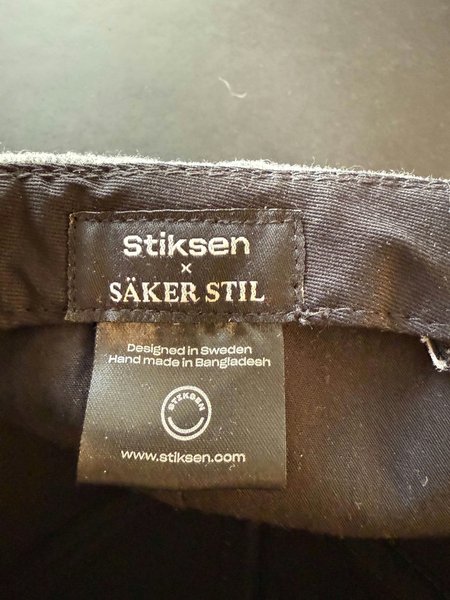 Stiksen
×
SÄKER STIL
Designed in Sweden
Hand made in Bangladesh
STIKSEN
www.stiksen.com